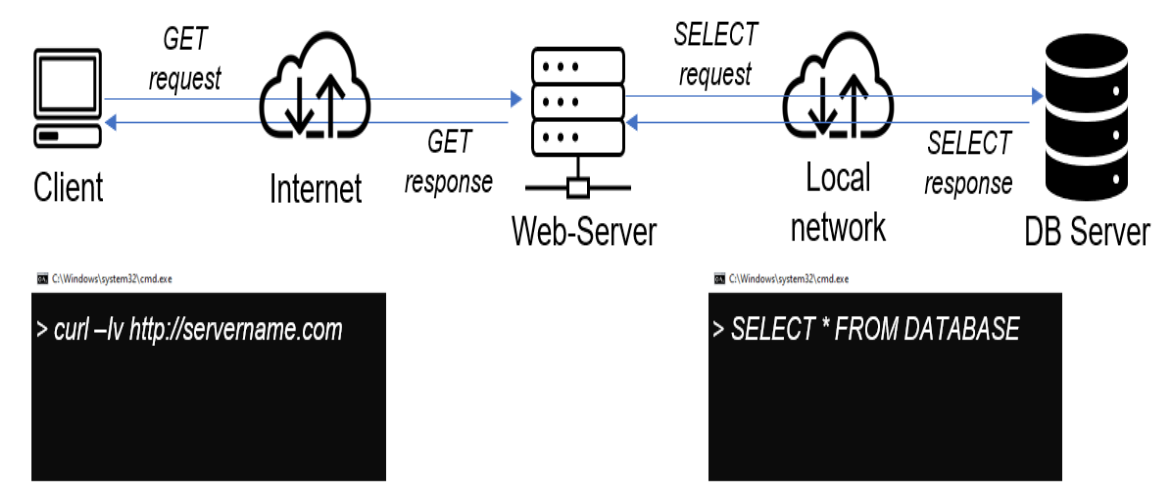 GET
request
SELECT
request
GET
response
SELECT
response
Client
Internet
Web-Server
Local
network
DB Server
C:\Windows\system32\cmd.exe
> curl –Iv http://servername.com
C:\Windows\system32\cmd.exe
> SELECT * FROM DATABASE